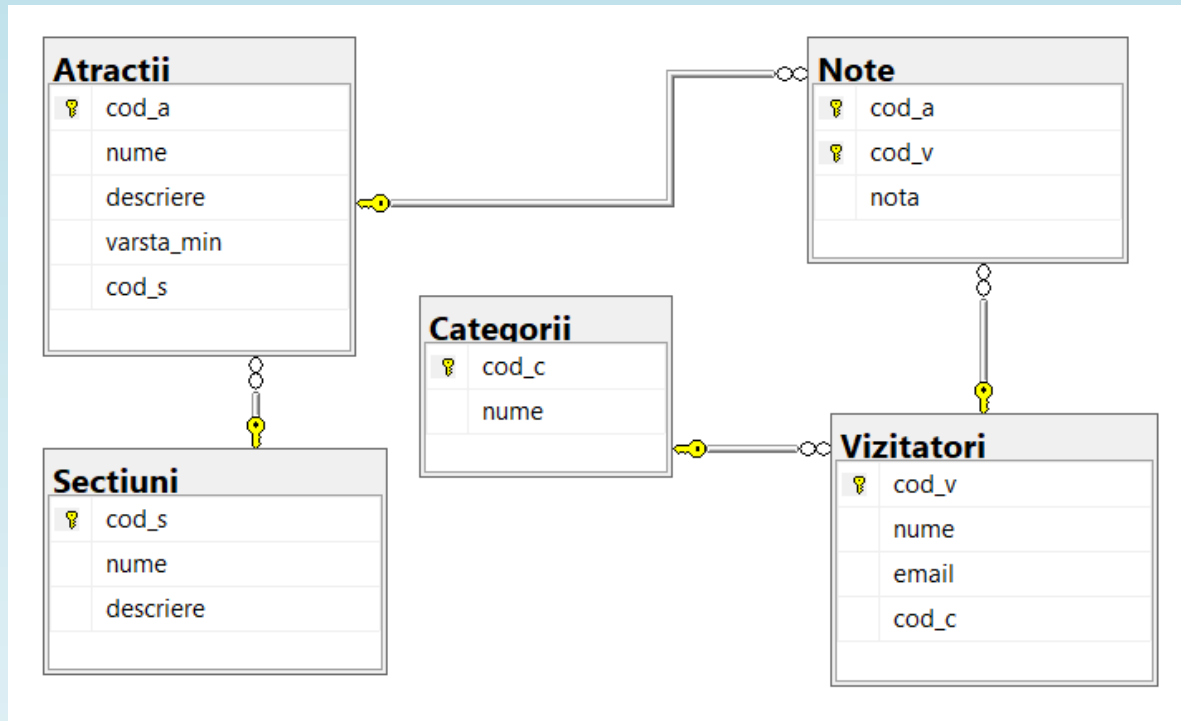 Atractii
cod_a
nume
descriere
varsta_min
cod_s
Note
cod_a
cod_v
nota
Categorii
cod_c
nume
Sectiuni
cod_s
nume
descriere
Vizitatori
cod_v
nume
email
cod_c